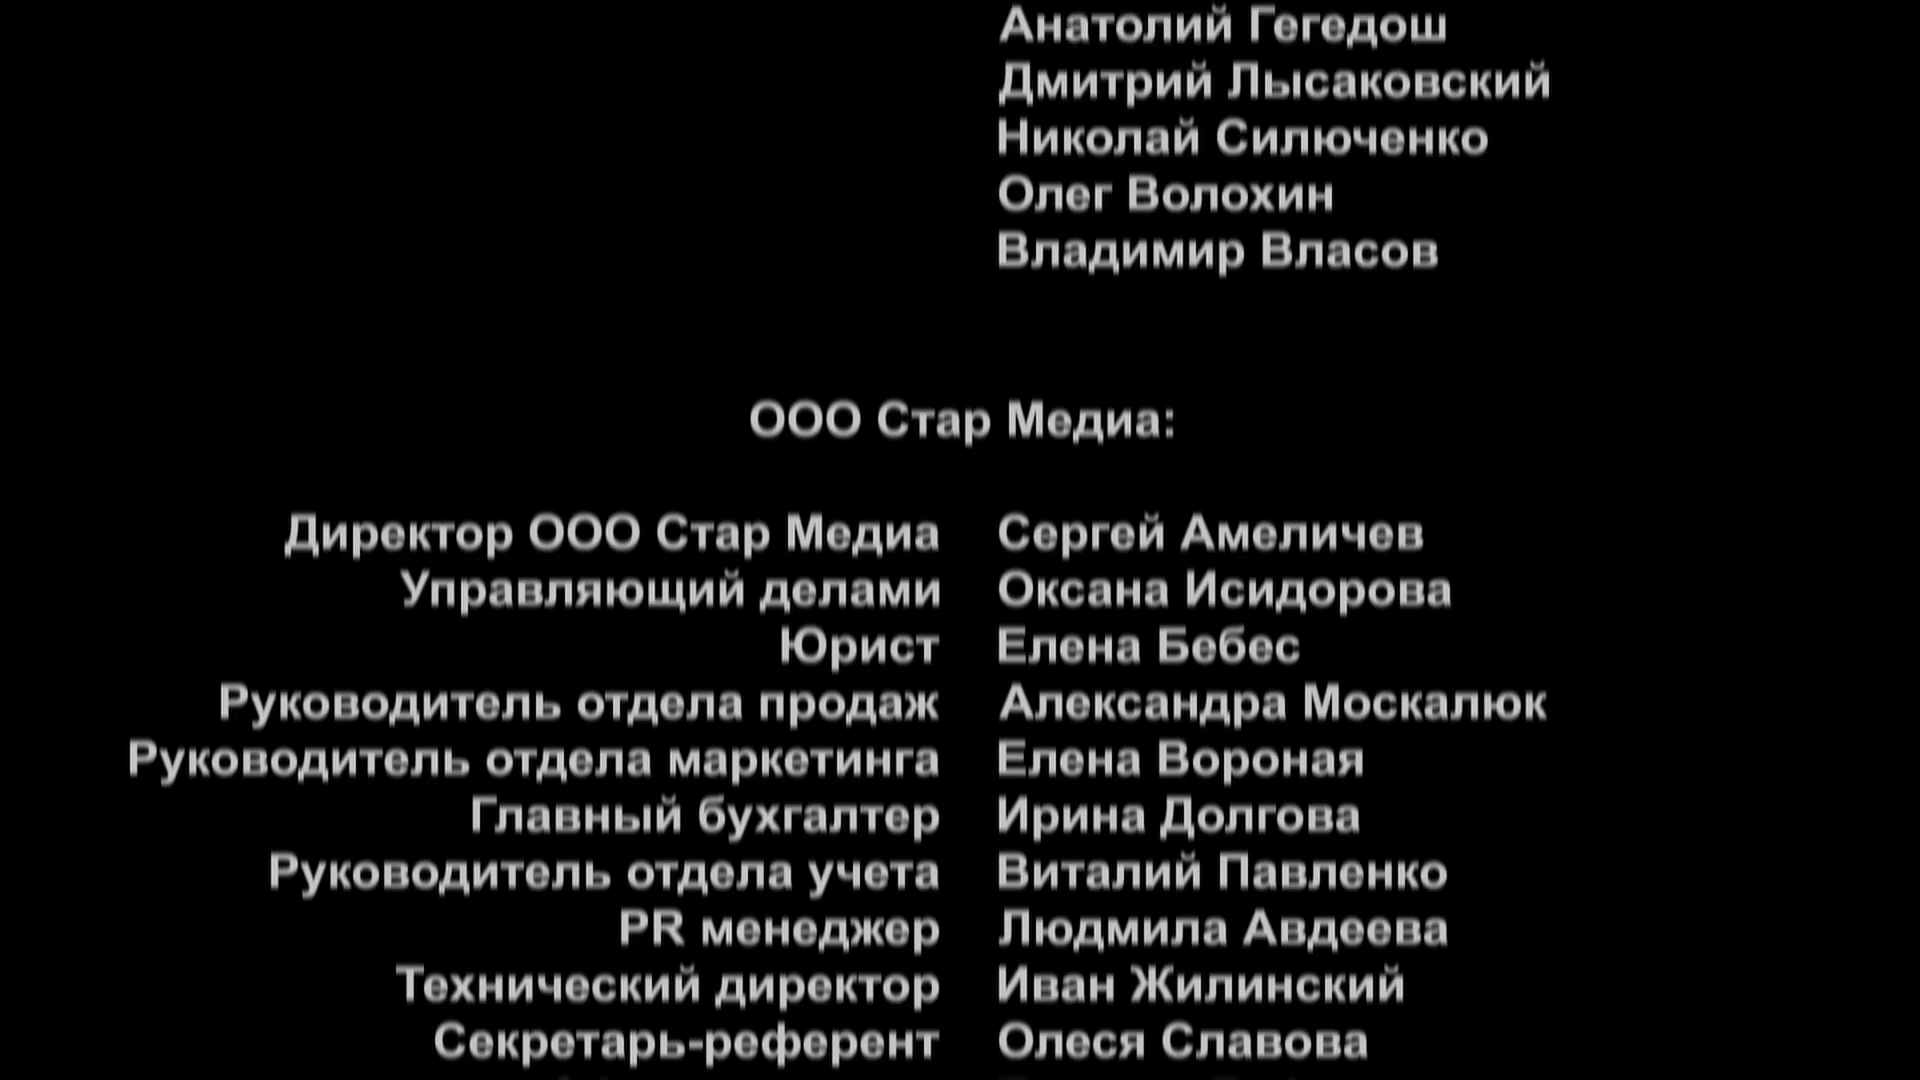 Анатолий Гегедош
Дмитрий Лысаковский
Николай Силюченко
Олег Волохин
Владимир Власов
ООО Стар Медиа:
Директор ООО Стар Медиа Сергей Амеличев
Управляющий делами Оксана Исидорова
Юрист Елена Бебес
Руководитель отдела продаж Александра Москалюк
Руководитель отдела маркетинга Елена Вороная
Главный бухгалтер Ирина Долгова
Руководитель отдела учета Виталий Павленко
PR менеджер Людмила Авдеева
Технический директор Иван Жилинский
Секретарь-референт Олеся Славова